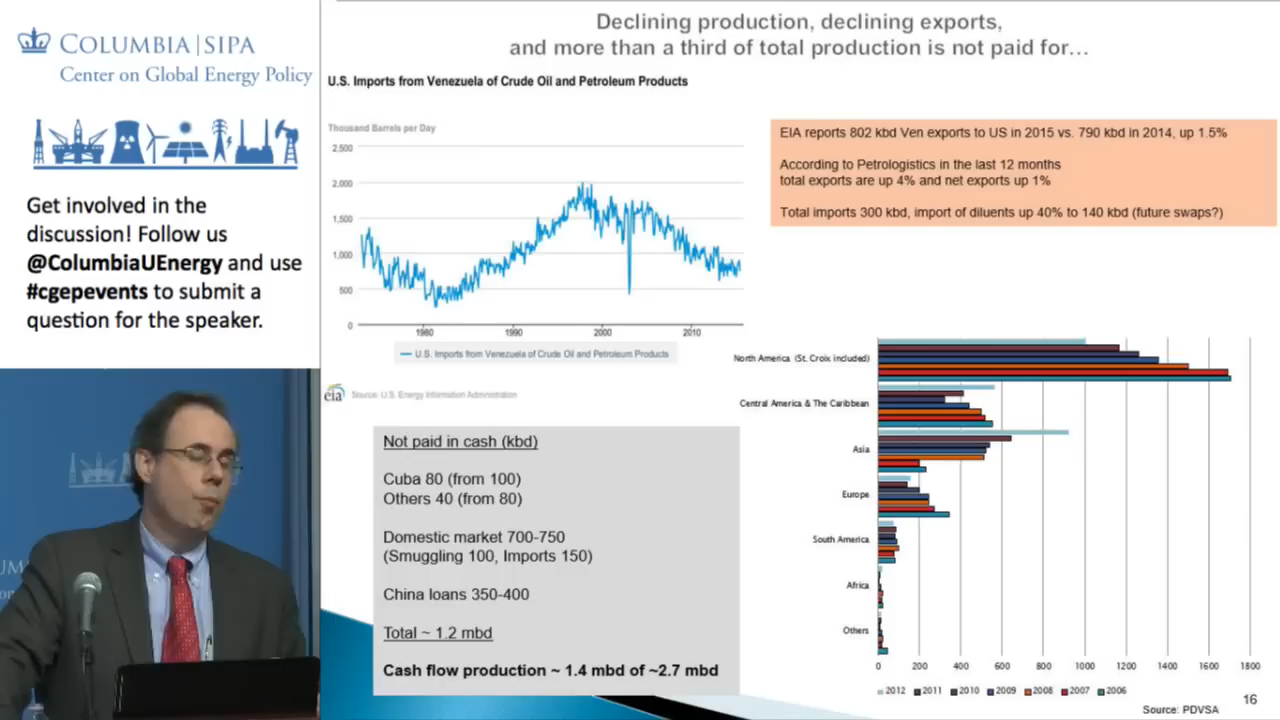 COLUMBIA | SIPA
Center on Global Energy Policy
Get involved in the
discussion! Follow us
@ColumbiaUEnergy and use
#cgepevents to submit a
question for the speaker.
Declining production, declining exports,
and more than a third of total production is not paid for…
U.S. Imports from Venezuela of Crude Oil and Petroleum Products
Thousand Barrels per Day
2,500
2,000
1,500
1,000
500
0
1980 1990 2000 2010
U.S. Imports from Venezuela of Crude Oil and Petroleum Products
eia Source: U.S. Energy Information Administration
EIA reports 802 kbd Ven exports to US in 2015 vs. 790 kbd in 2014, up 1.5%
According to Petrologistics in the last 12 months
total exports are up 4% and net exports up 1%
Total imports 300 kbd, import of diluents up 40% to 140 kbd (future swaps?)
Not paid in cash (kbd)
Cuba 80 (from 100)
Others 40 (from 80)
Domestic market 700-750
(Smuggling 100, Imports 150)
China loans 350-400
Total ~ 1.2 mbd
Cash flow production ~ 1.4 mbd of ~2.7 mbd
North America (St. Croix included)
Central America & The Caribbean
Asia
Europe
South America
Africa
Others
0 200 400 600 800 1000 1200 1400 1600 1800
2012 2011 2010 2009 2008 2007 2006
Source: PDVSA
16